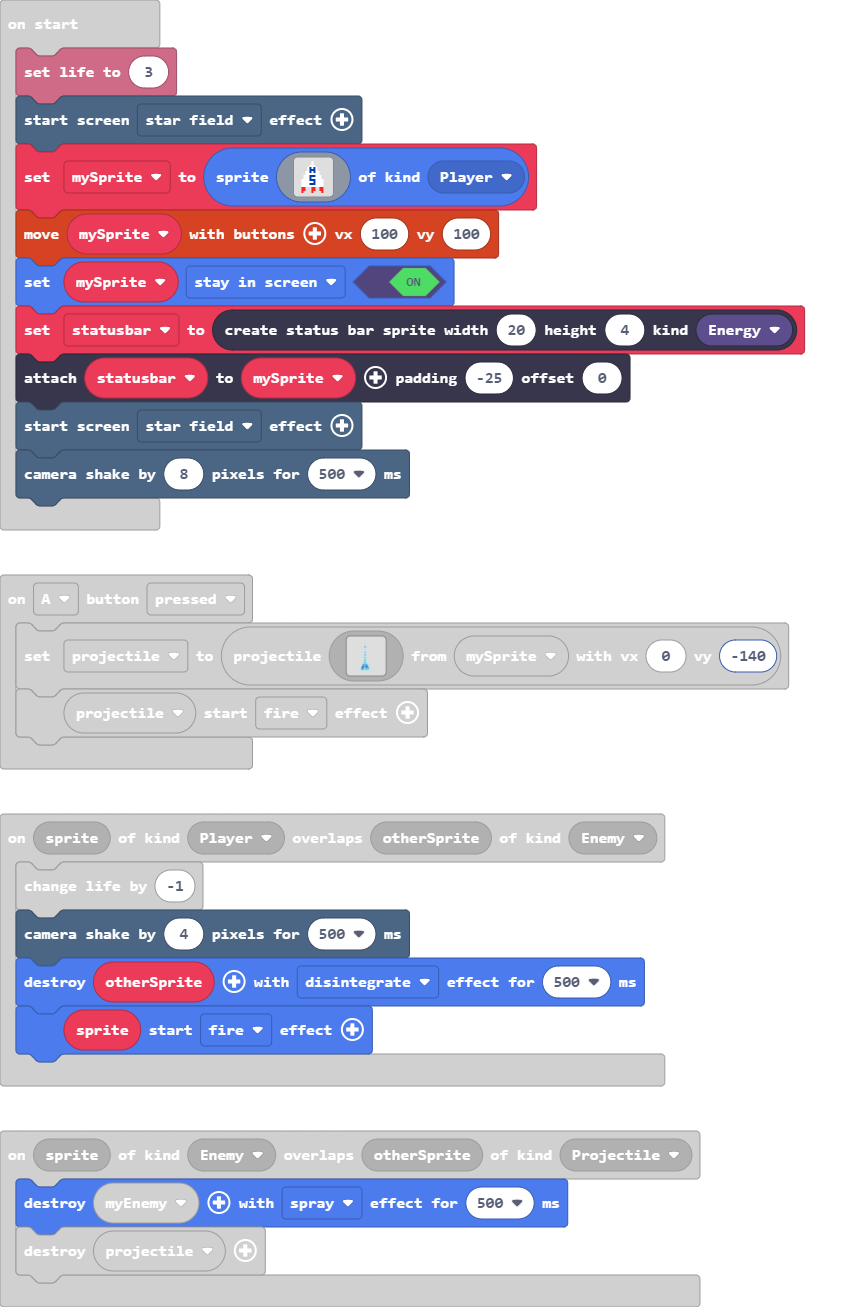 on start
set life to 3
start screen star field effect
set mySprite to sprite H S of kind Player
move mySprite with buttons vx 100 vy 100
set mySprite stay in screen ON
set statusbar to create status bar sprite width 20 height 4 kind Energy
attach statusbar to mySprite padding -25 offset 0
start screen star field effect
camera shake by 8 pixels for 500 ms
on A button pressed
set projectile to projectile from mySprite with vx 0 vy -140
projectile start fire effect
on sprite of kind Player overlaps otherSprite of kind Enemy
change life by -1
camera shake by 4 pixels for 500 ms
destroy otherSprite with disintegrate effect for 500 ms
sprite start fire effect
on sprite of kind Enemy overlaps otherSprite of kind Projectile
destroy myEnemy with spray effect for 500 ms
destroy projectile